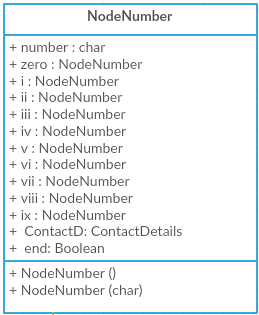 NodeNumber
+ number : char
+ zero : NodeNumber
+ i : NodeNumber
+ ii : NodeNumber
+ iii : NodeNumber
+ iv : NodeNumber
+ v : NodeNumber
+ vi : NodeNumber
+ vii : NodeNumber
+ viii : NodeNumber
+ ix : NodeNumber
+ ContactD: ContactDetails
+ end: Boolean
+ NodeNumber ()
+ NodeNumber (char)